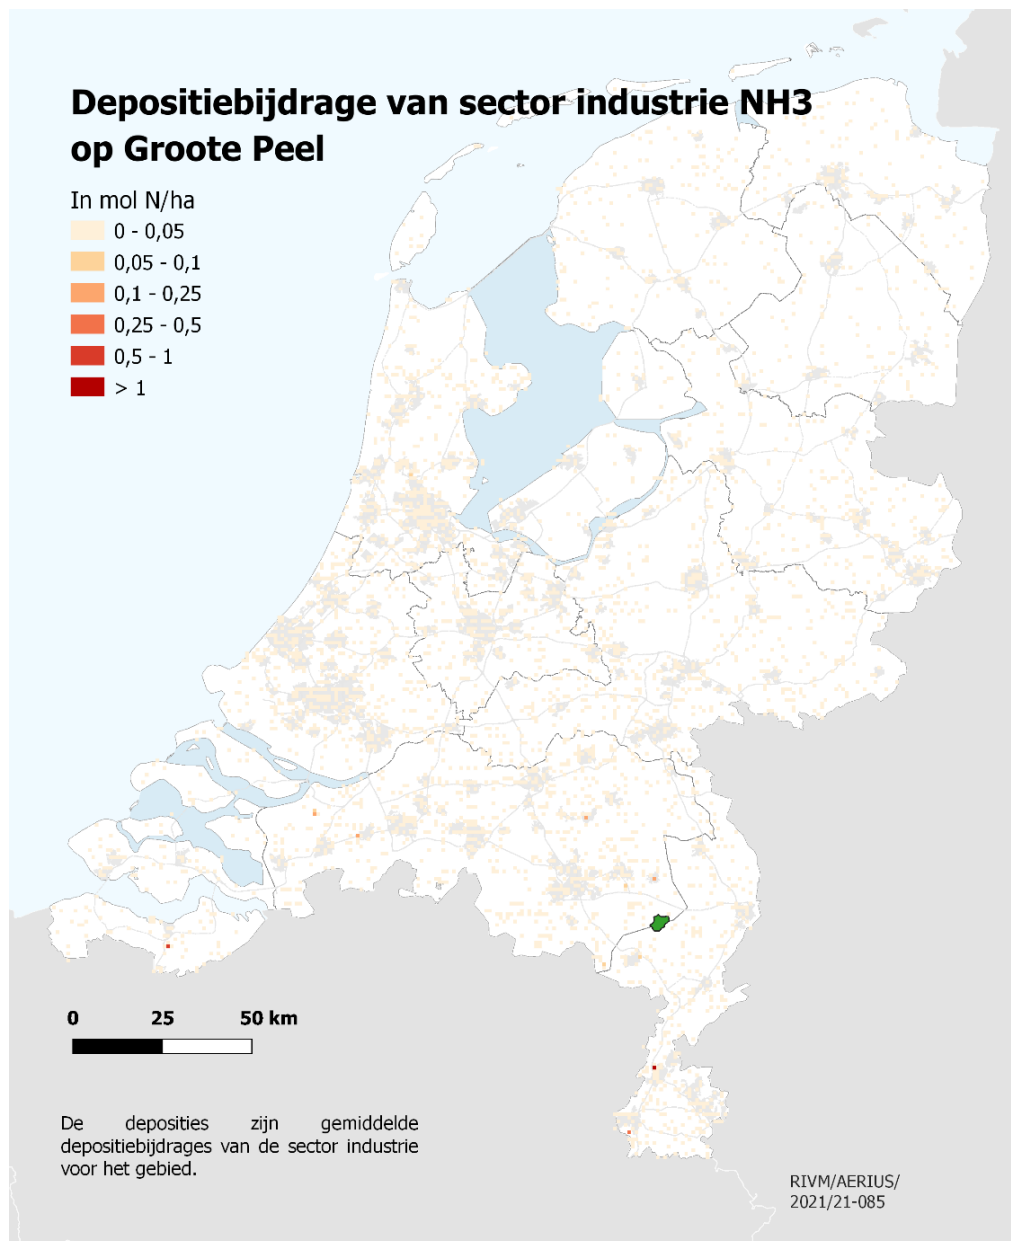 Depositiebijdrage van sector industrie NH3
op Groote Peel
In mol N/ha
0 - 0,05
0,05 - 0,1
0,1 - 0,25
0,25 - 0,5
0,5 - 1
> 1
0 25 50 km
De deposities zijn gemiddelde
depositiebijdrages van de sector industrie
voor het gebied.
RIVM/AERIUS/
2021/21-085